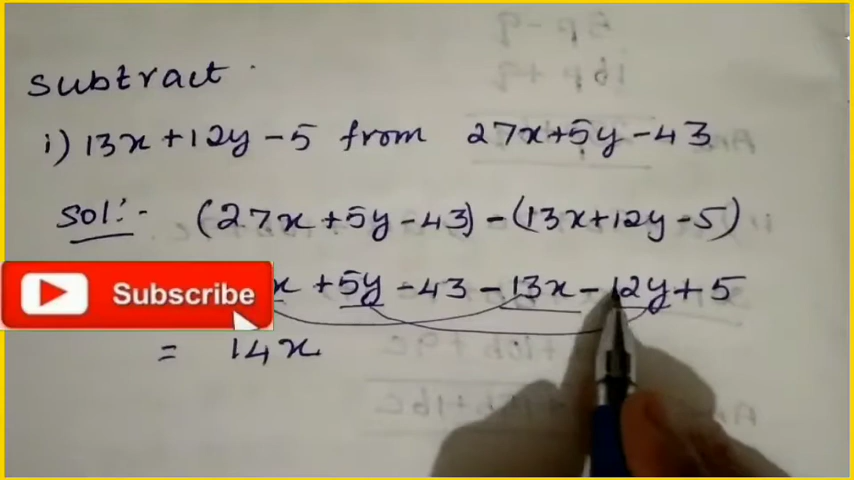 Subtract
i) 13x + 12y - 5 from 27x + 5y - 43
Sol:- (27x + 5y - 43) - (13x + 12y - 5)
x + 5y - 43 - 13x - 12y + 5
Subscribe
= 14x